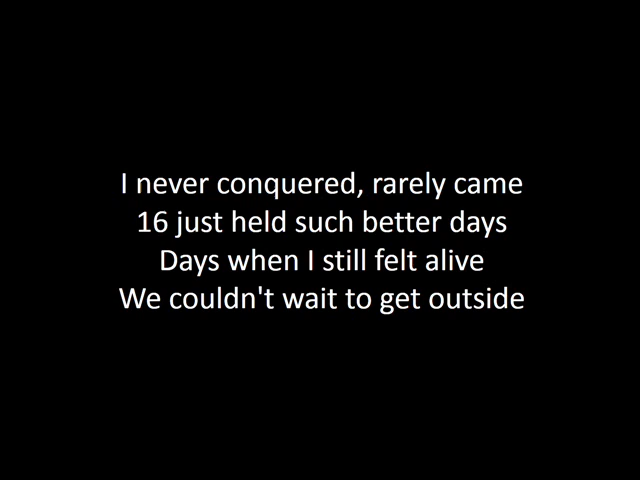 I never conquered, rarely came
16 just held such better days
Days when I still felt alive
We couldn't wait to get outside